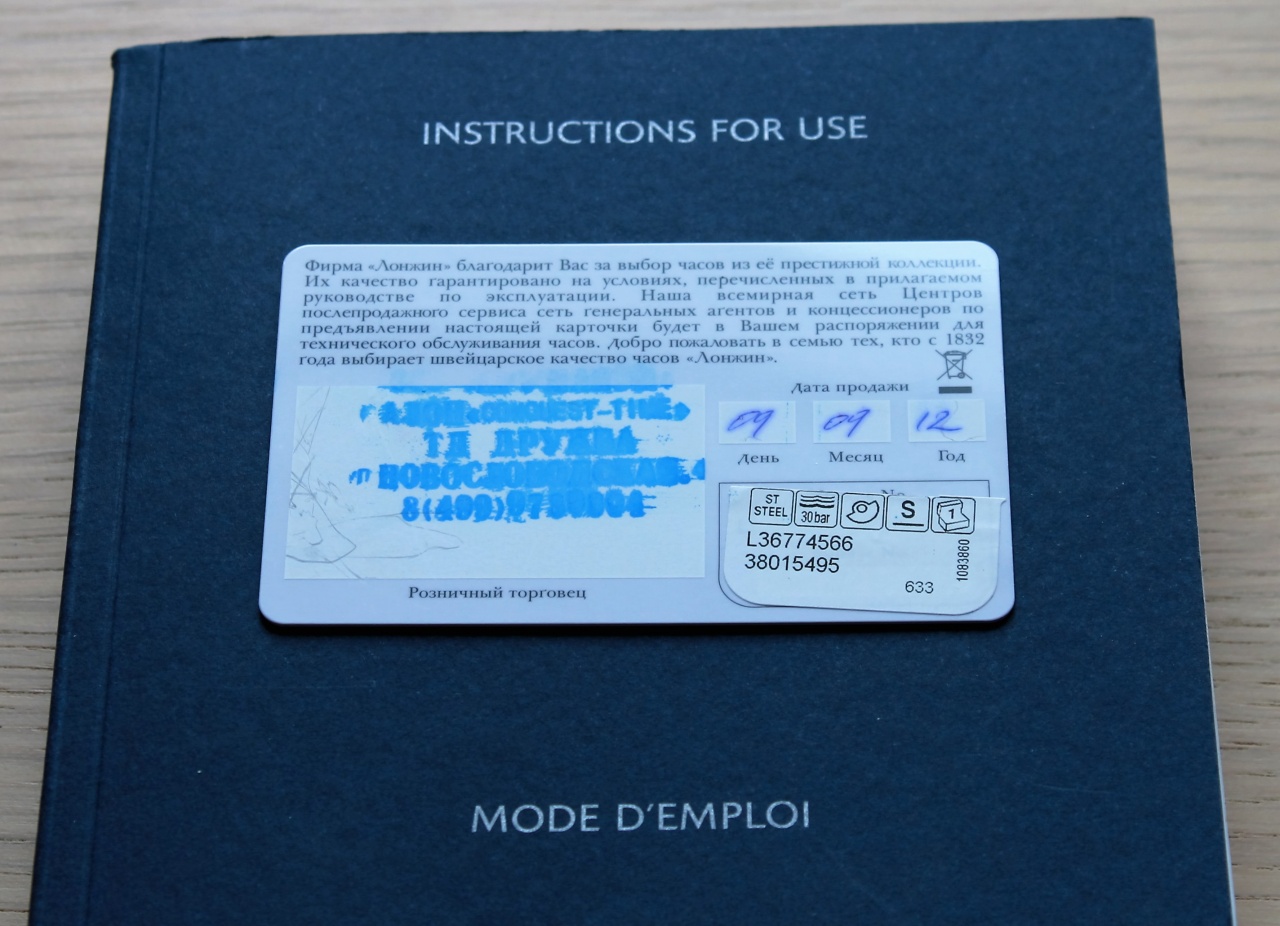 INSTRUCTIONS FOR USE
Фирма «Лонжин» благодарит Вас за выбор часов из её престижной коллекции.
Их качество гарантировано на условиях, перечисленных в прилагаемом
руководстве по эксплуатации. Наша всемирная сеть Центров
послепродажного сервиса сеть генеральных агентов и концессионеров по
предъявлении настоящей карточки будет в Вашем распоряжении для
технического обслуживания часов. Добро пожаловать в семью тех, кто с 1832
года выбирает швейцарское качество часов «Лонжин».
Дата продажи
09 09 12
День Месяц Год
«CONQUEST-TIME»
ТД ДРУЖБА
Розничный торговец
No
ST STEEL 30bar S 1
L36774566
38015495
633
1083860
MODE D'EMPLOI